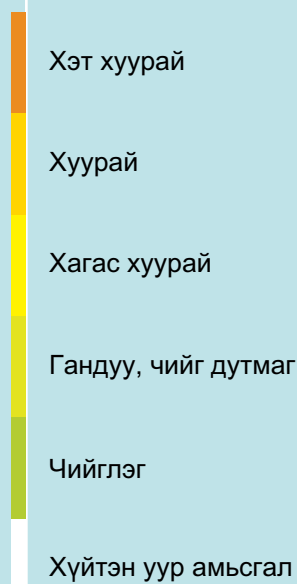 Хэт хуурай
Хуурай
Хагас хуурай
Гандуу, чийг дутмаг
Чийглэг
Хүйтэн уур амьсгал